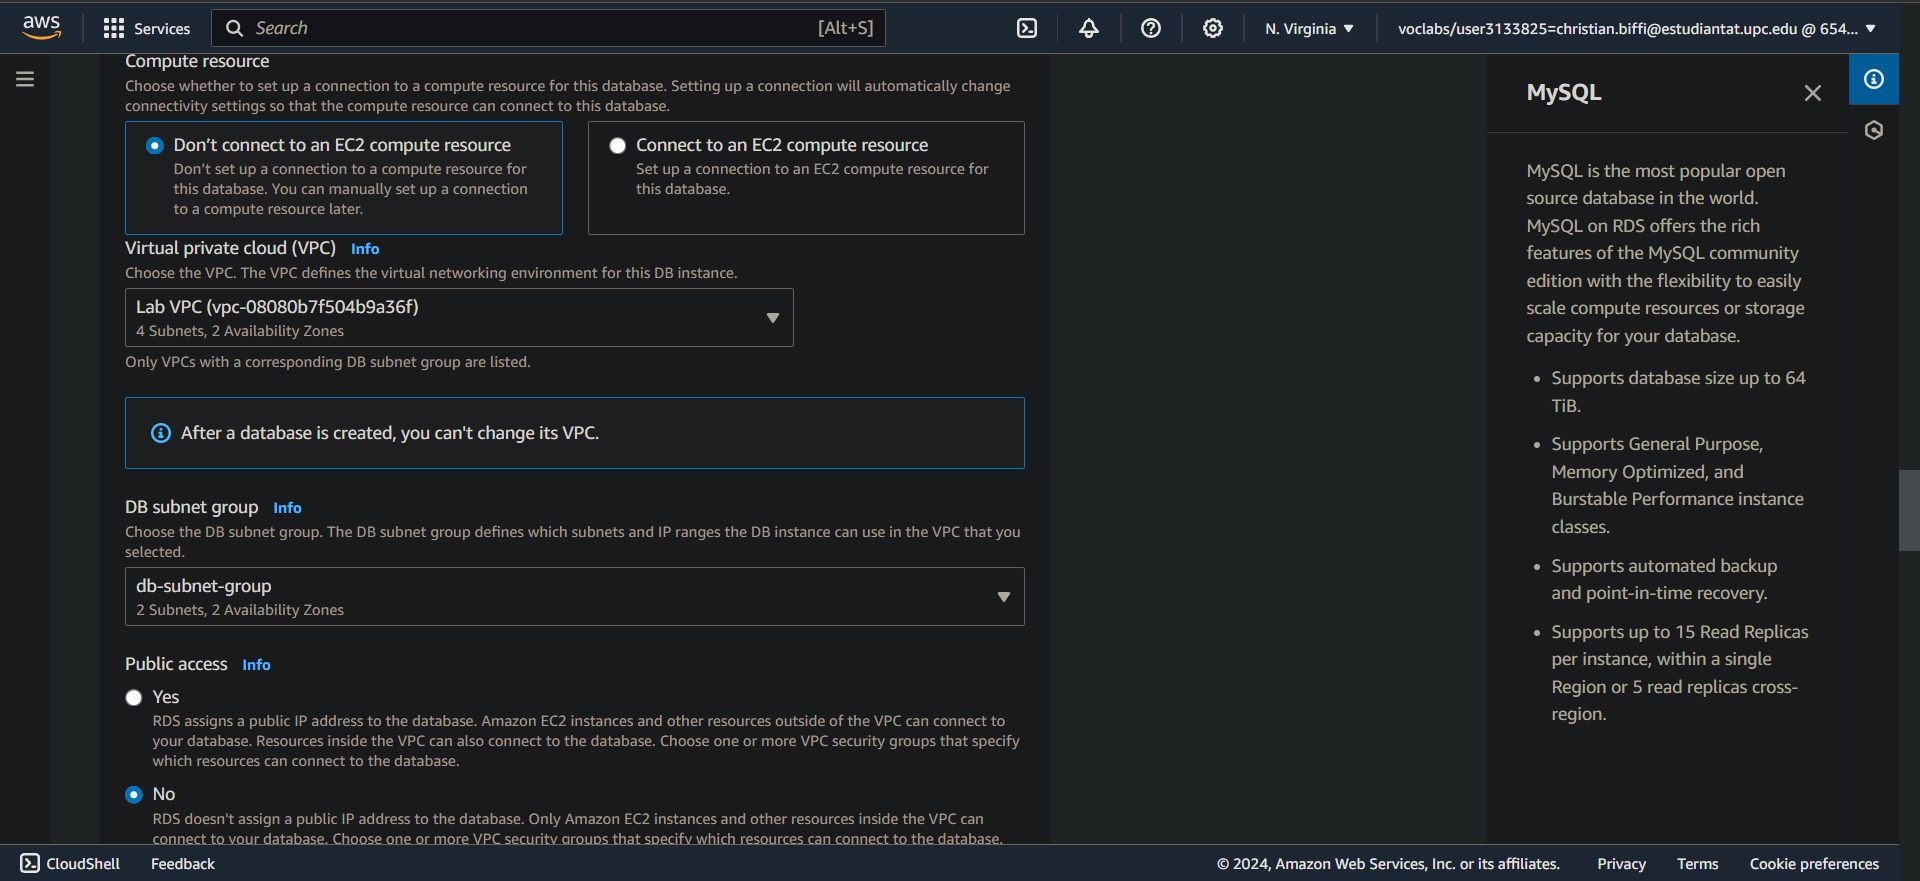 aws
Services
Search
[Alt+S]
N. Virginia
voclabs/user3133825=christian.biffi@estudiantat.upc.edu @ 654...
Compute resource
Choose whether to set up a connection to a compute resource for this database. Setting up a connection will automatically change
connectivity settings so that the compute resource can connect to this database.
Don’t connect to an EC2 compute resource
Don’t set up a connection to a compute resource for
this database. You can manually set up a connection
to a compute resource later.
Connect to an EC2 compute resource
Set up a connection to an EC2 compute resource for
this database.
Virtual private cloud (VPC) Info
Choose the VPC. The VPC defines the virtual networking environment for this DB instance.
Lab VPC (vpc-08080b7f504b9a36f)
4 Subnets, 2 Availability Zones
Only VPCs with a corresponding DB subnet group are listed.
After a database is created, you can't change its VPC.
DB subnet group Info
Choose the DB subnet group. The DB subnet group defines which subnets and IP ranges the DB instance can use in the VPC that you
selected.
db-subnet-group
2 Subnets, 2 Availability Zones
Public access Info
Yes
RDS assigns a public IP address to the database. Amazon EC2 instances and other resources outside of the VPC can connect to
your database. Resources inside the VPC can also connect to the database. Choose one or more VPC security groups that specify
which resources can connect to the database.
No
RDS doesn't assign a public IP address to the database. Only Amazon EC2 instances and other resources inside the VPC can
connect to your database. Choose one or more VPC security groups that specify which resources can connect to the database.
MySQL
MySQL is the most popular open
source database in the world.
MySQL on RDS offers the rich
features of the MySQL community
edition with the flexibility to easily
scale compute resources or storage
capacity for your database.
• Supports database size up to 64
TiB.
• Supports General Purpose,
Memory Optimized, and
Burstable Performance instance
classes.
• Supports automated backup
and point-in-time recovery.
• Supports up to 15 Read Replicas
per instance, within a single
Region or 5 read replicas cross-
region.
CloudShell
Feedback
© 2024, Amazon Web Services, Inc. or its affiliates.
Privacy
Terms
Cookie preferences